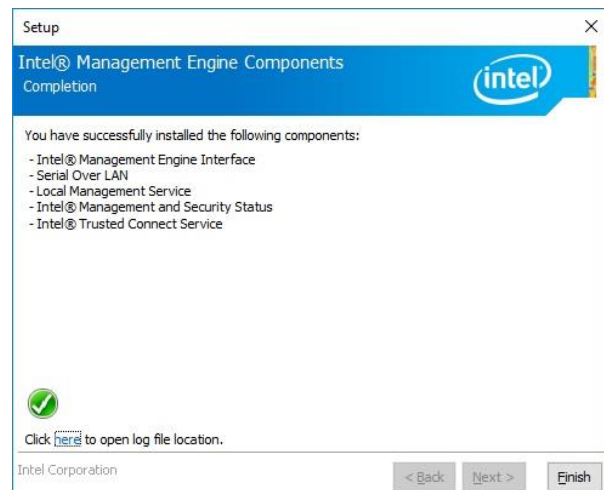 Setup
Intel® Management Engine Components
Completion
intel
You have successfully installed the following components:
- Intel® Management Engine Interface
- Serial Over LAN
- Local Management Service
- Intel® Management and Security Status
- Intel® Trusted Connect Service
Click here to open log file location.
Intel Corporation
< Back Next > Finish